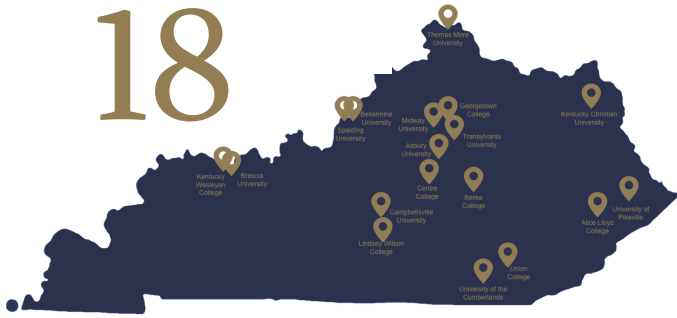 18
Thomas More
University
Bellarmine
University
Spalding
University
Midway
University
Georgetown
College
Transylvania
University
Kentucky Christian
University
Asbury
University
Kentucky
Wesleyan
College
Brescia
University
Centre
College
Berea
College
Campbellsville
University
Lindsey Wilson
College
Alice Lloyd
College
University of
Pikeville
Union
College
University of the
Cumberlands